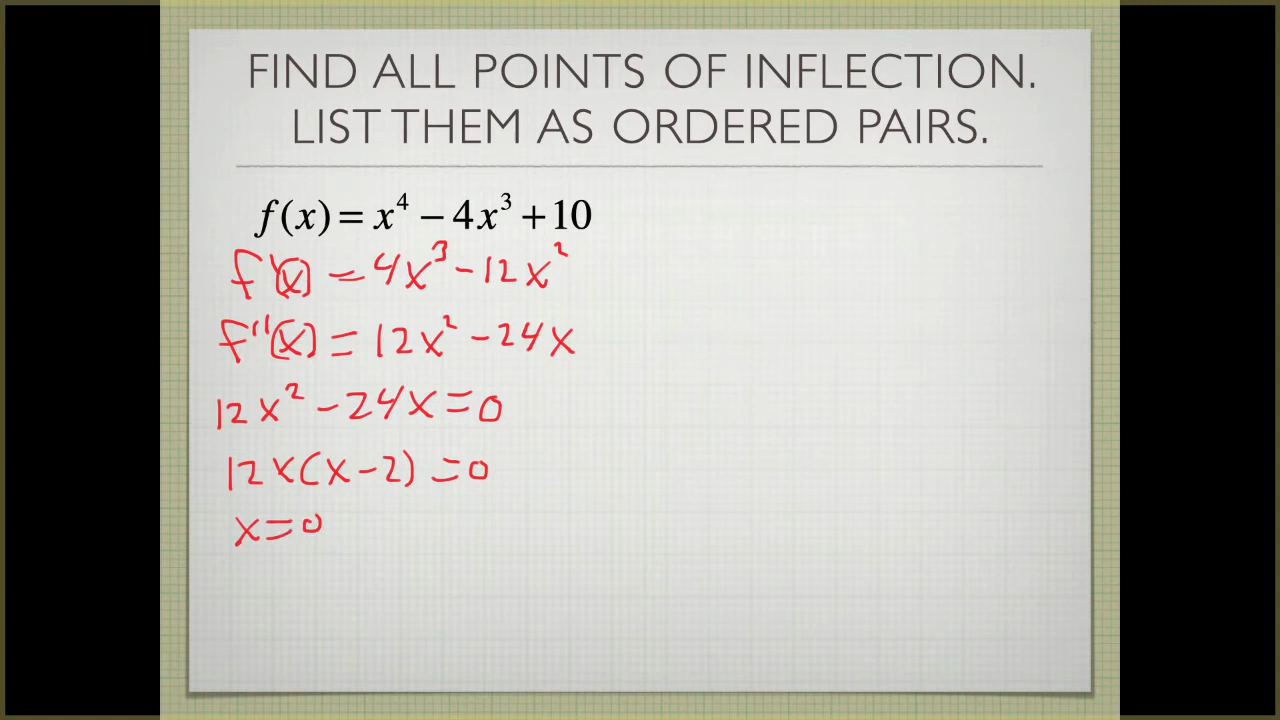 FIND ALL POINTS OF INFLECTION.
LIST THEM AS ORDERED PAIRS.
f(x) = x⁴ − 4x³ + 10
f'(x) = 4x³ − 12x²
f''(x) = 12x² − 24x
12x² − 24x = 0
12x(x − 2) = 0
x = 0